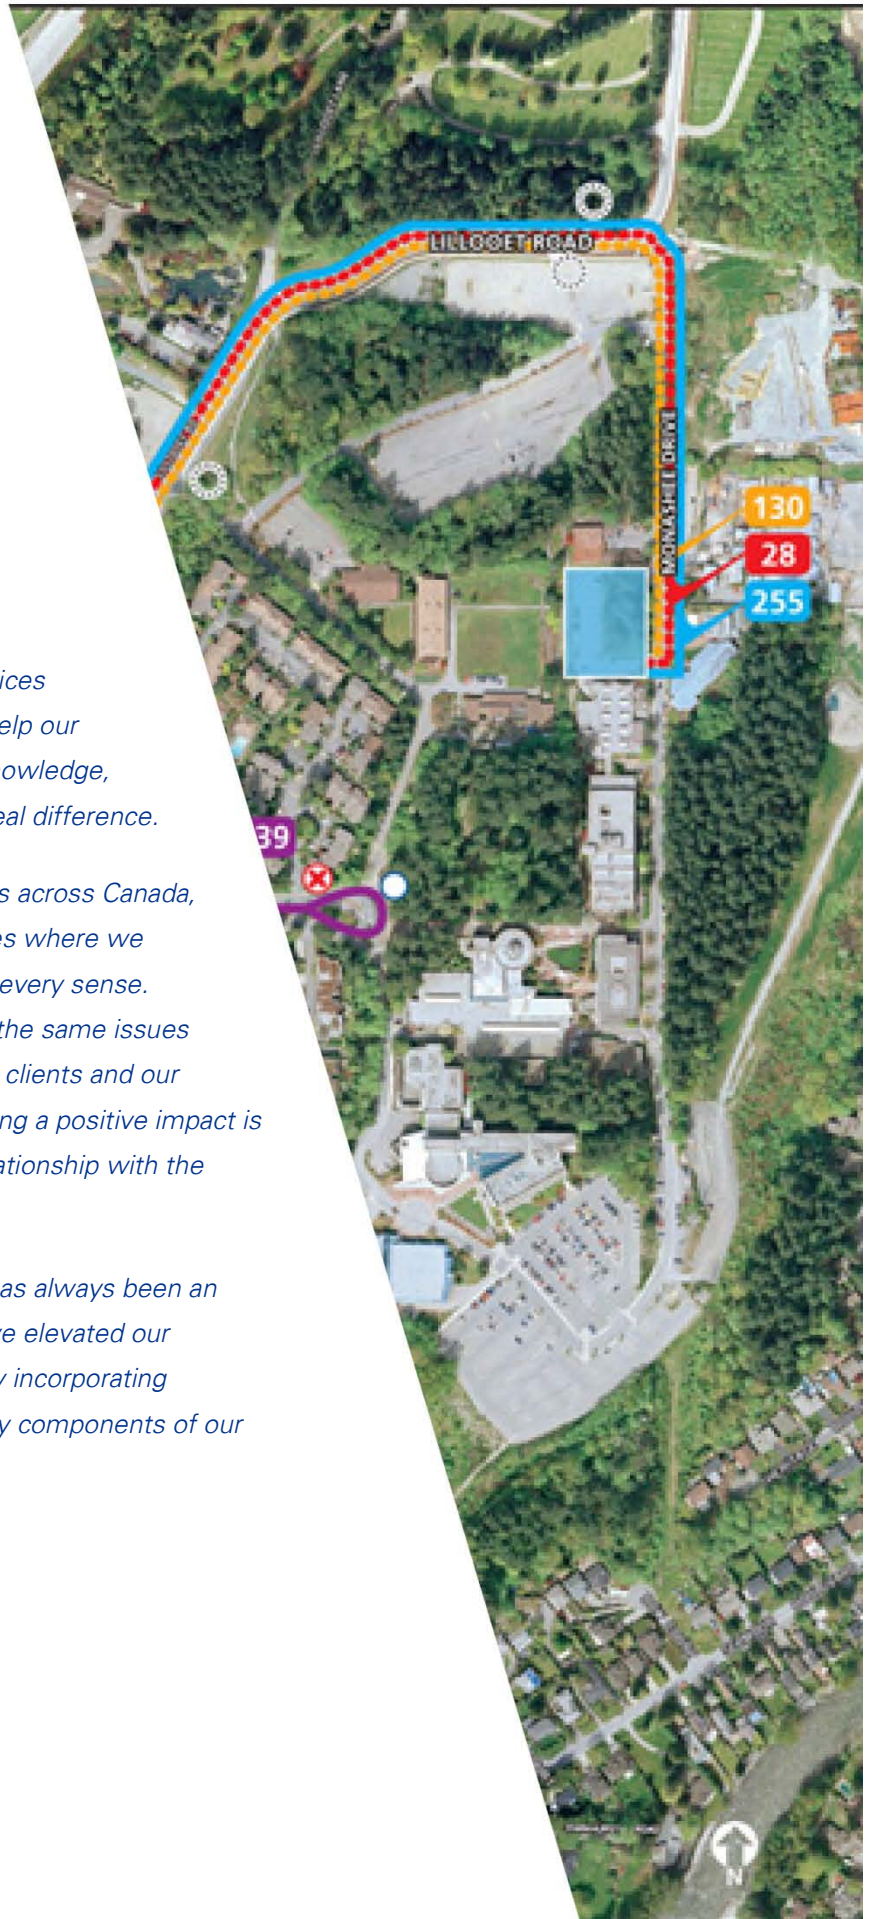 LILLOOET ROAD
MONASHEE DRIVE
130
28
255
ices
elp our
nowledge,
eal difference.
39
s across Canada,
es where we
every sense.
the same issues
clients and our
ng a positive impact is
ationship with the
as always been an
ve elevated our
y incorporating
y components of our
N